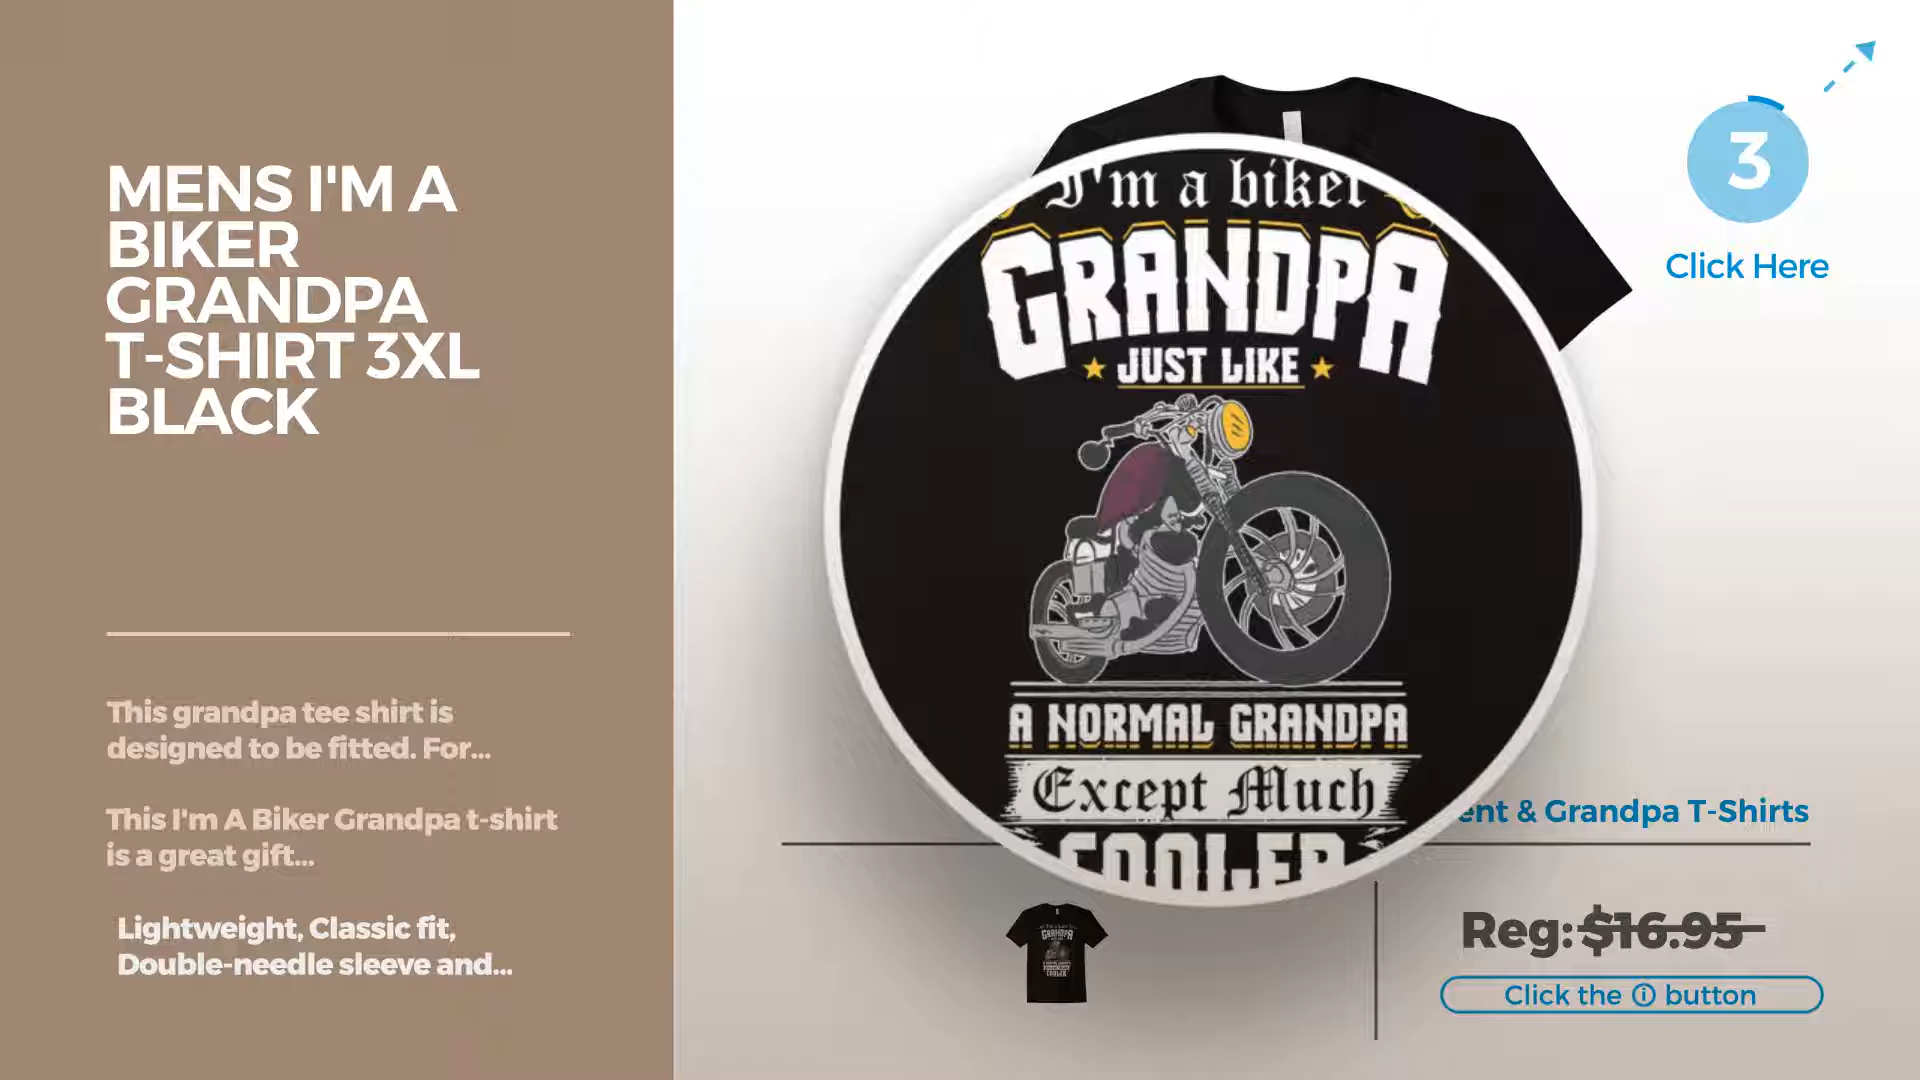 MENS I'M A
BIKER
GRANDPA
T-SHIRT 3XL
BLACK
This grandpa tee shirt is
designed to be fitted. For...
This I'm A Biker Grandpa t-shirt
is a great gift...
Lightweight, Classic fit,
Double-needle sleeve and...
I'm a biker
GRANDPA
JUST LIKE
A NORMAL GRANDPA
Except Much
COOLER
3
Click Here
& Grandpa T-Shirts
Reg: $16.95
Click the ⓘ button